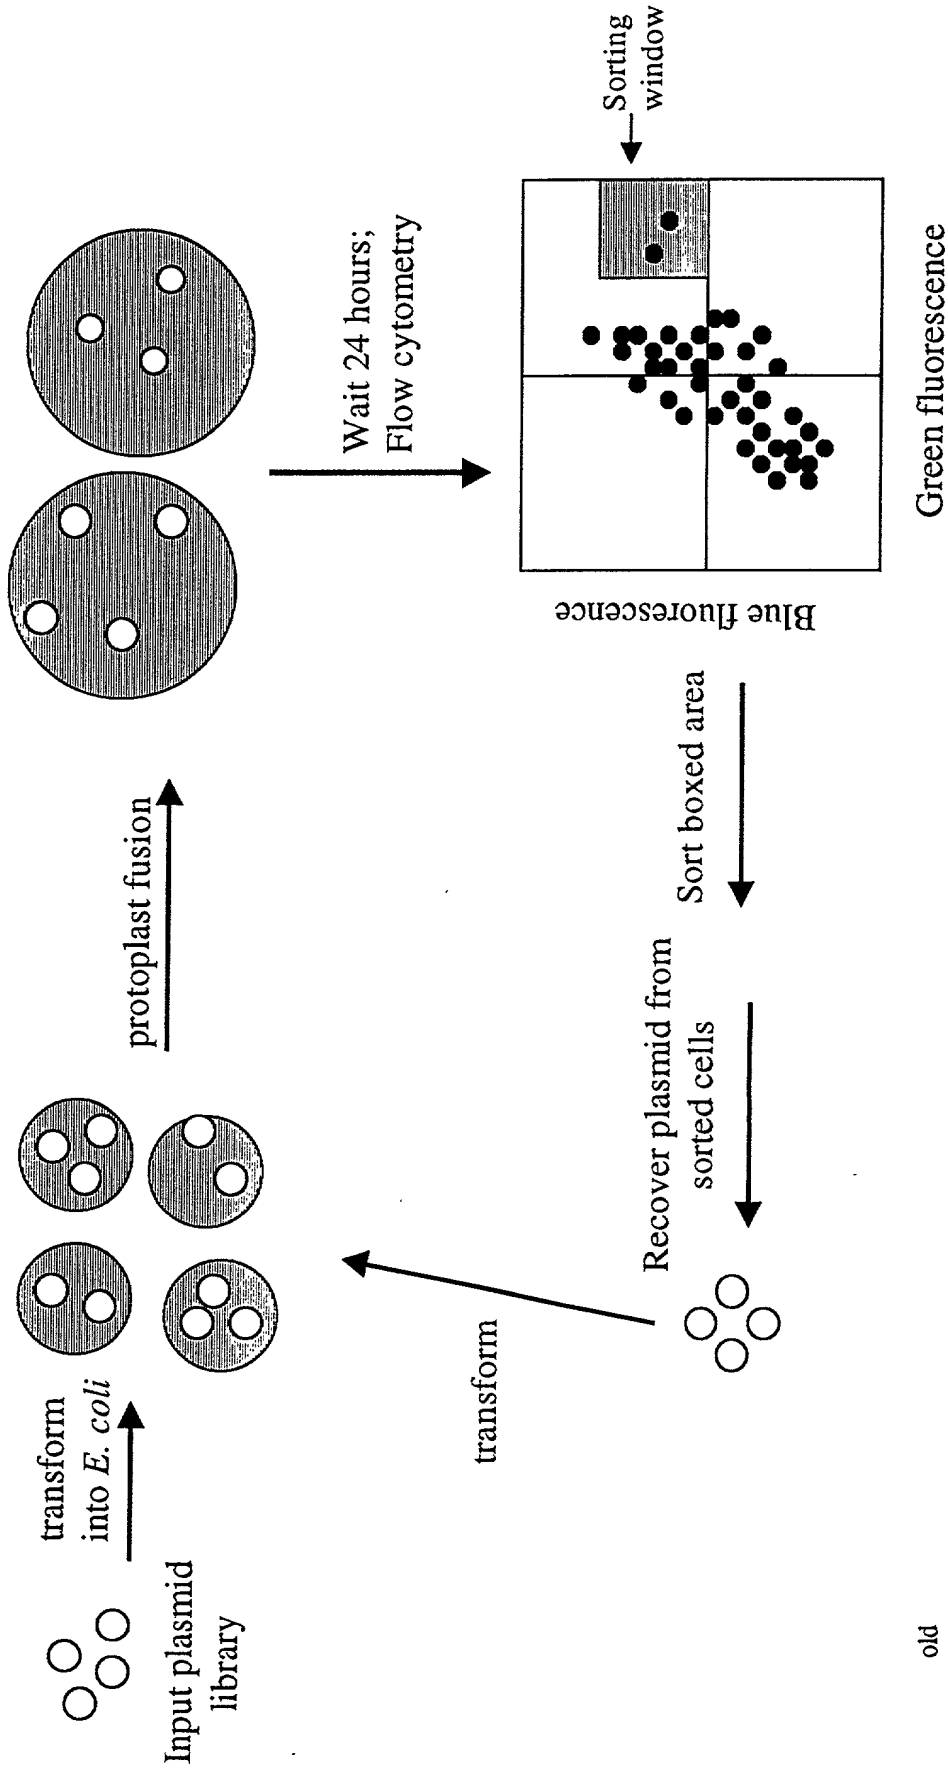 Input plasmid
library
transform
into E. coli
protoplast fusion
Wait 24 hours;
Flow cytometry
Sorting
window
Blue fluorescence
Green fluorescence
Sort boxed area
Recover plasmid from
sorted cells
transform
old